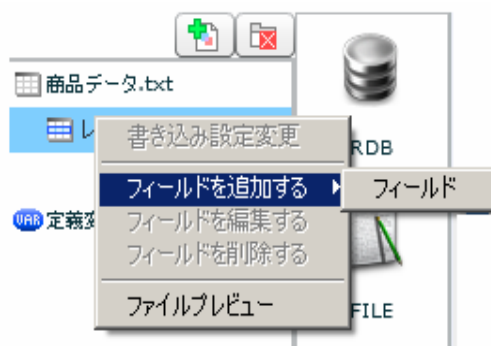 商品データ.txt
レ
書き込み設定変更
RDB
フィールドを追加する
フィールド
VAR 定義変
フィールドを編集する
フィールドを削除する
ファイルプレビュー
FILE